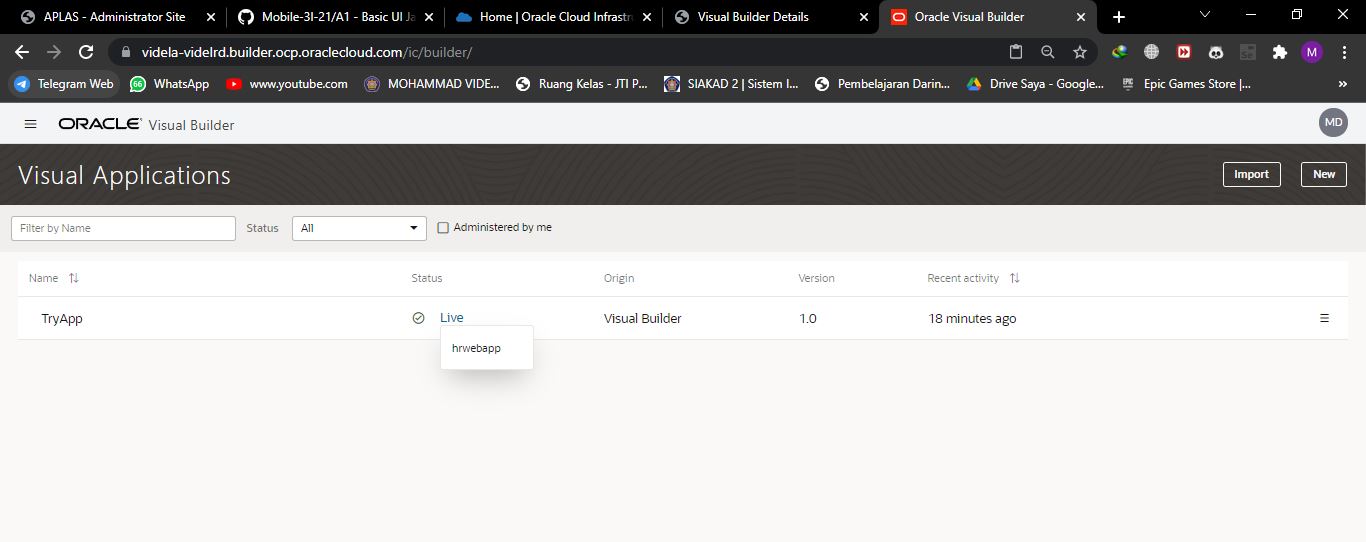 APLAS - Administrator Site
Mobile-3I-21/A1 - Basic UI Ja
Home | Oracle Cloud Infrastr
Visual Builder Details
Oracle Visual Builder
videla-videlrd.builder.ocp.oraclecloud.com/ic/builder/
M
Telegram Web
66
WhatsApp
www.youtube.com
MOHAMMAD VIDE...
Ruang Kelas - JTI P...
SIAKAD 2 | Sistem I...
Pembelajaran Darin...
Drive Saya - Google...
Epic Games Store |...
»
ORACLE Visual Builder
MD
Visual Applications
Import
New
Filter by Name
Status
All
Administered by me
Name
Status
Origin
Version
Recent activity
TryApp
Live
Visual Builder
1.0
18 minutes ago
hrwebapp